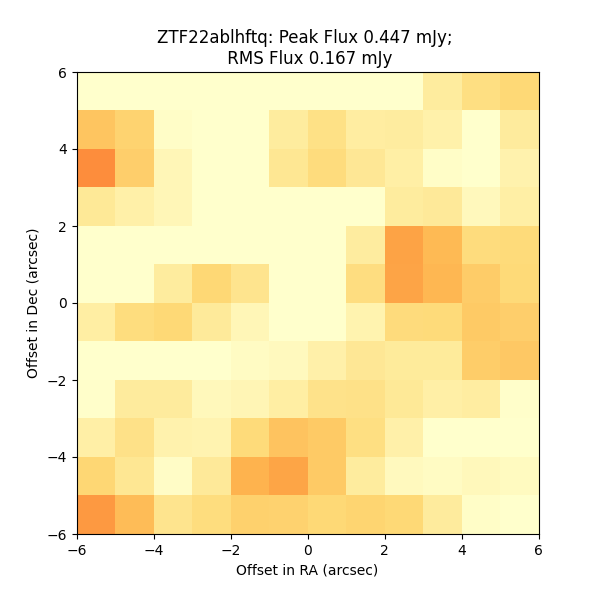 ZTF22ablhftq: Peak Flux 0.447 mJy;
RMS Flux 0.167 mJy
6
4
2
0
−2
−4
−6
Offset in Dec (arcsec)
−6 −4 −2 0 2 4 6
Offset in RA (arcsec)